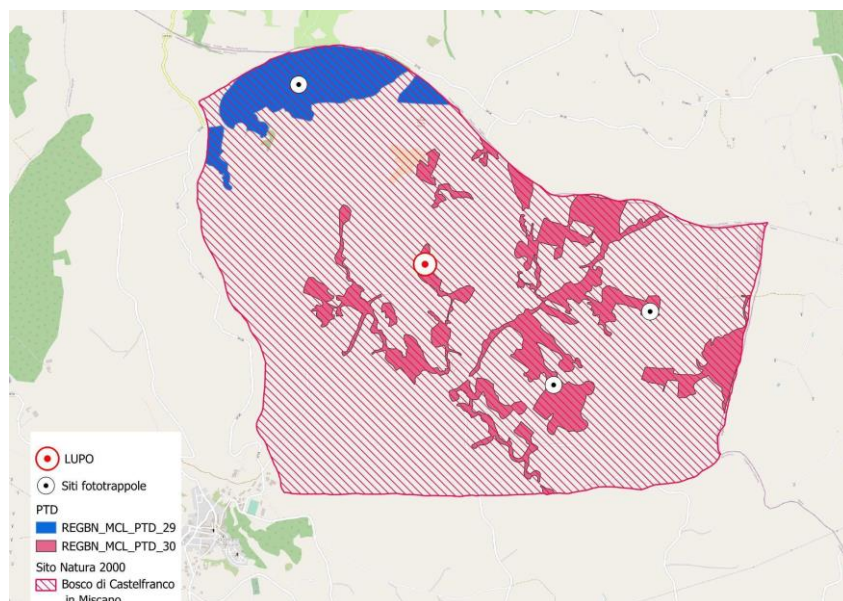 LUPO
Siti fototrappole
PTD
REGBN_MCL_PTD_29
REGBN_MCL_PTD_30
Sito Natura 2000
Bosco di Castelfranco
in Miscano